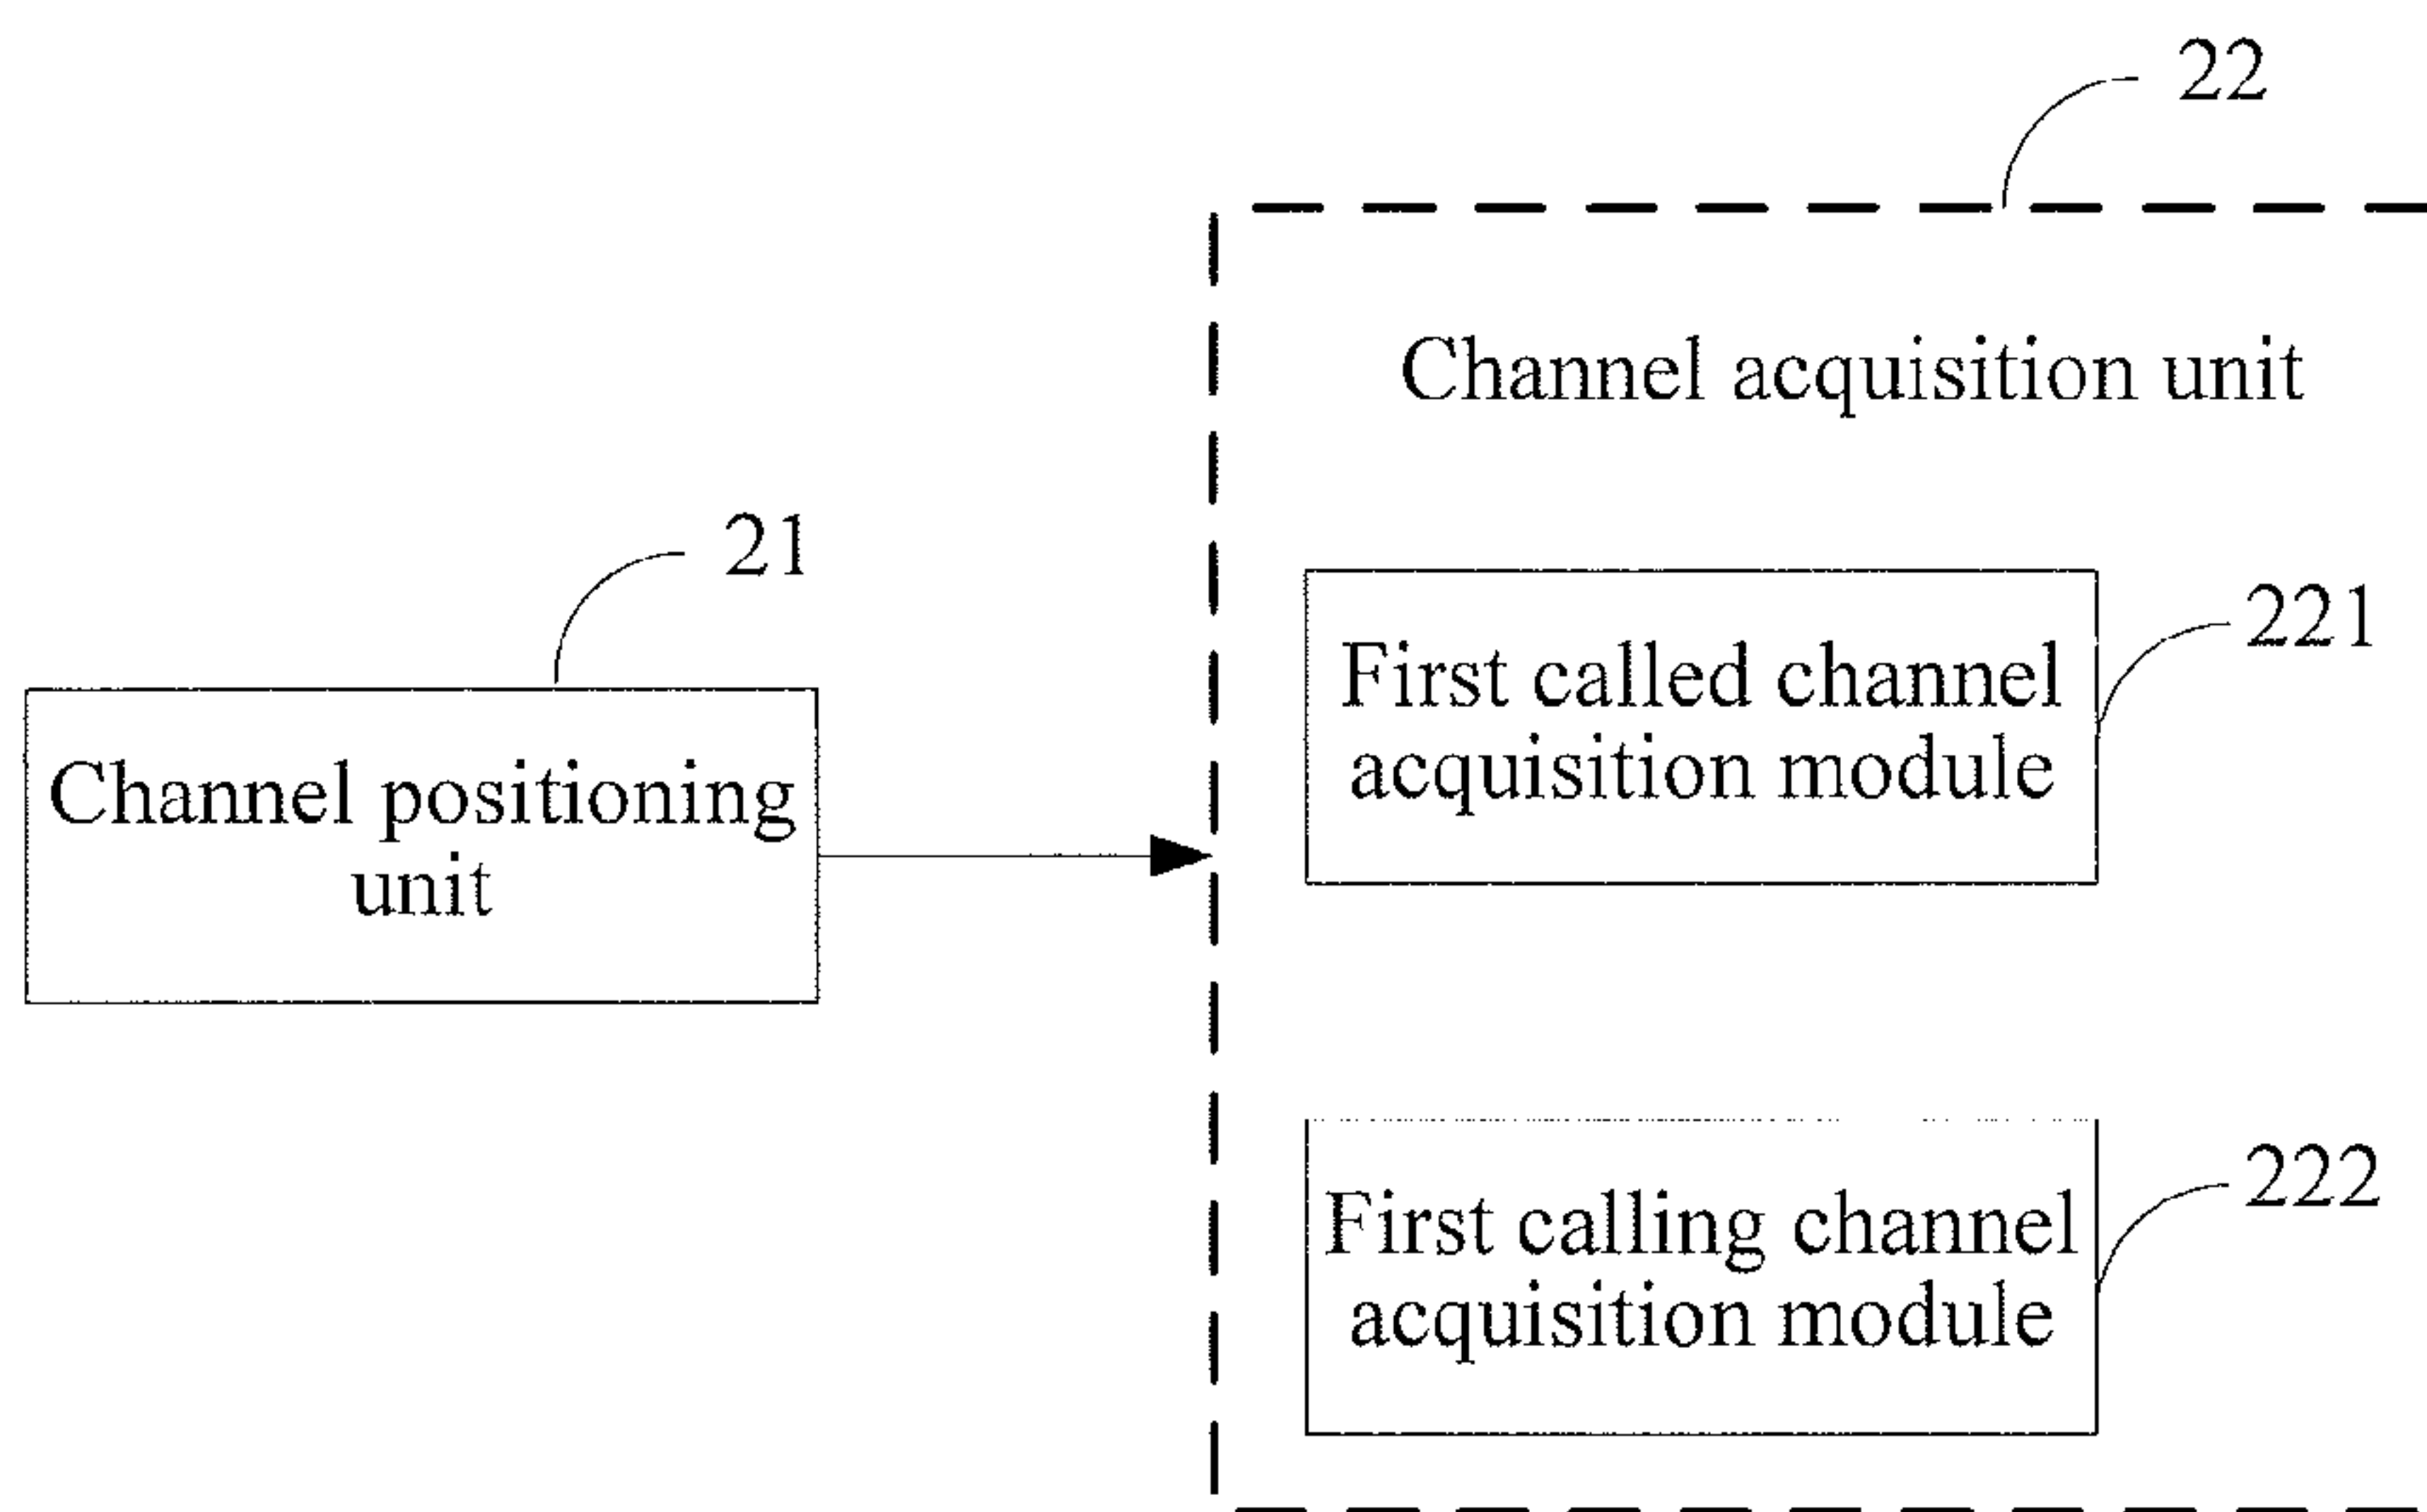 22
Channel acquisition unit
21
221
First called channel
acquisition module
Channel positioning
unit
222
First calling channel
acquisition module